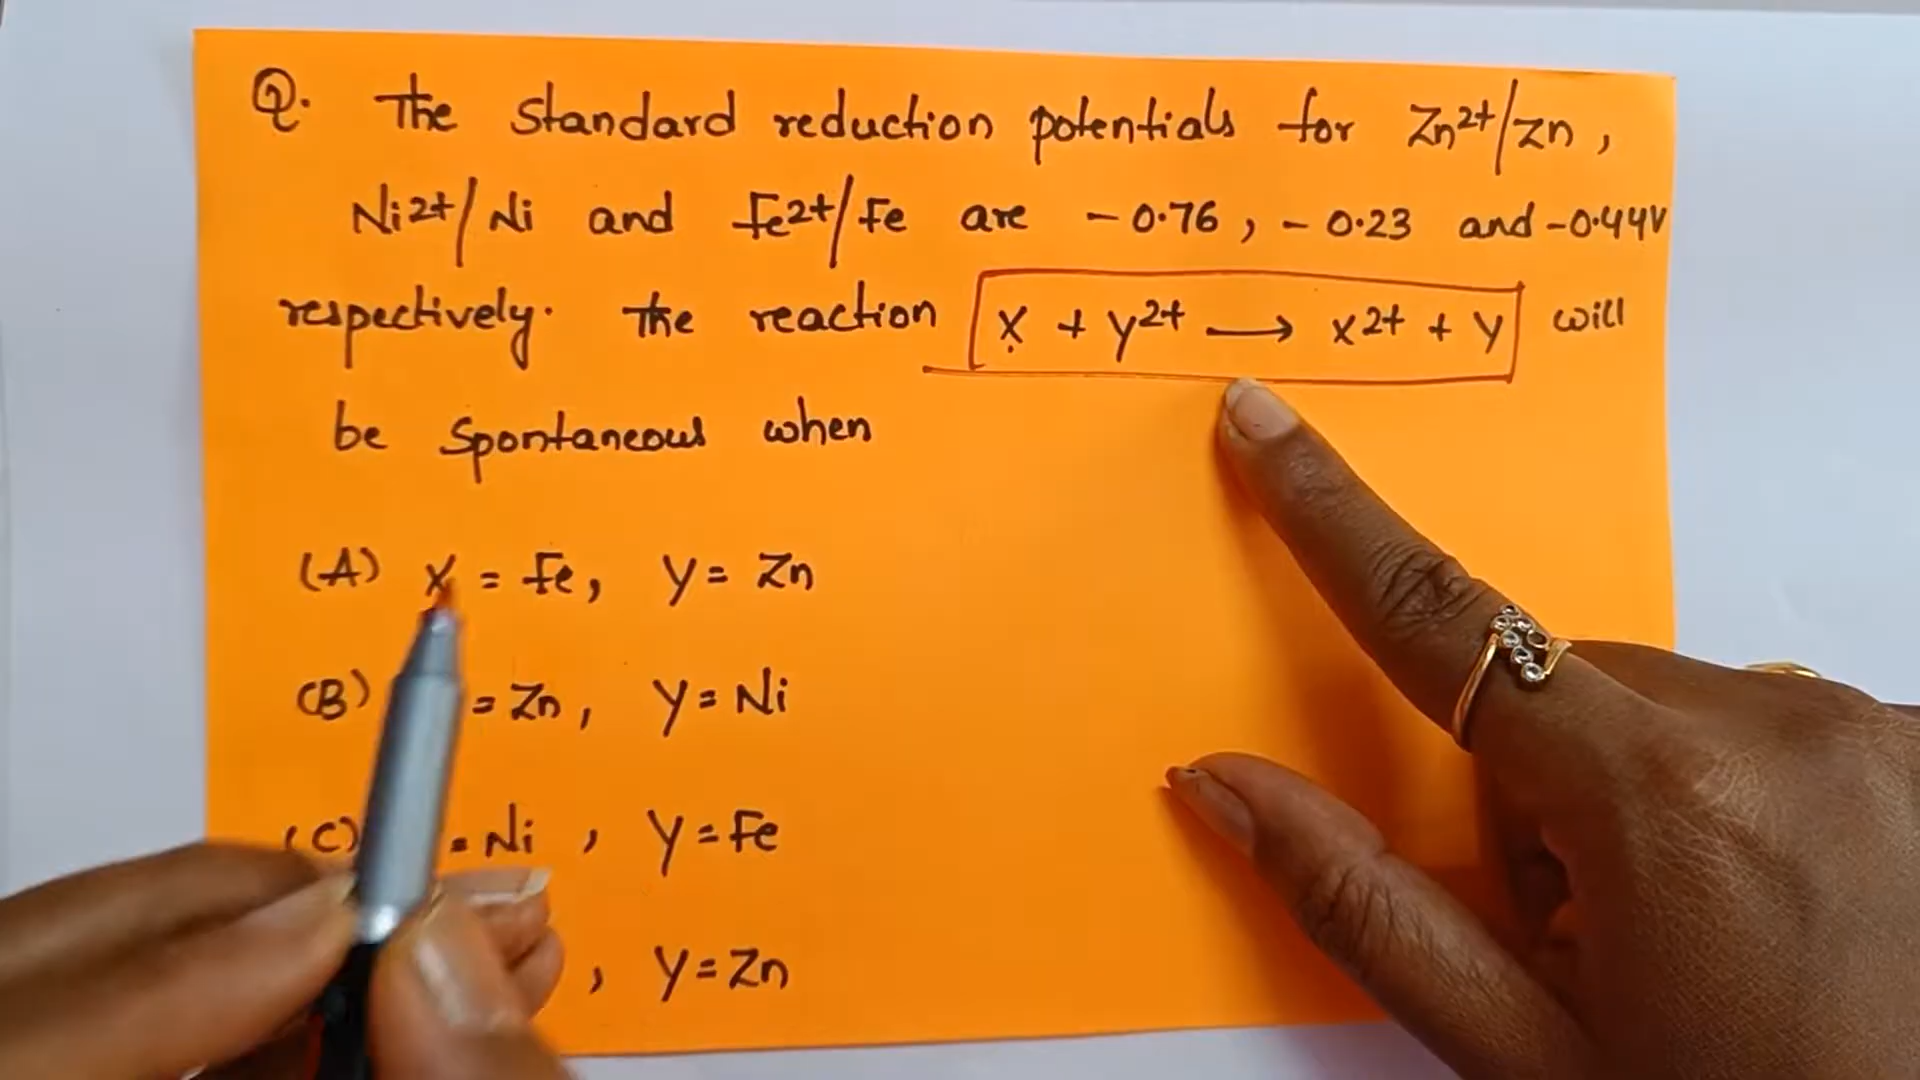 Q. The standard reduction potentials for Zn2+/Zn,
Ni2+/Ni and Fe2+/Fe are -0.76, -0.23 and -0.44V
respectively. The reaction X + Y2+ → X2+ + Y will
be spontaneous when
(A) X = Fe, Y = Zn
(B) = Zn, Y = Ni
(C) = Ni, Y = Fe
, Y = Zn